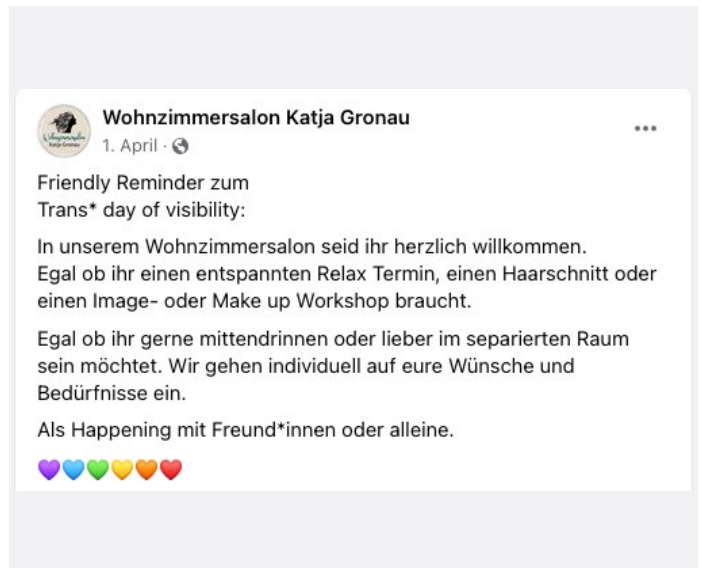 Wohnzimmersalon Katja Gronau
1. April ·
Friendly Reminder zum
Trans* day of visibility:
In unserem Wohnzimmersalon seid ihr herzlich willkommen.
Egal ob ihr einen entspannten Relax Termin, einen Haarschnitt oder
einen Image- oder Make up Workshop braucht.
Egal ob ihr gerne mittendrinnen oder lieber im separierten Raum
sein möchtet. Wir gehen individuell auf eure Wünsche und
Bedürfnisse ein.
Als Happening mit Freund*innen oder alleine.
💜💙💚💛🧡❤️